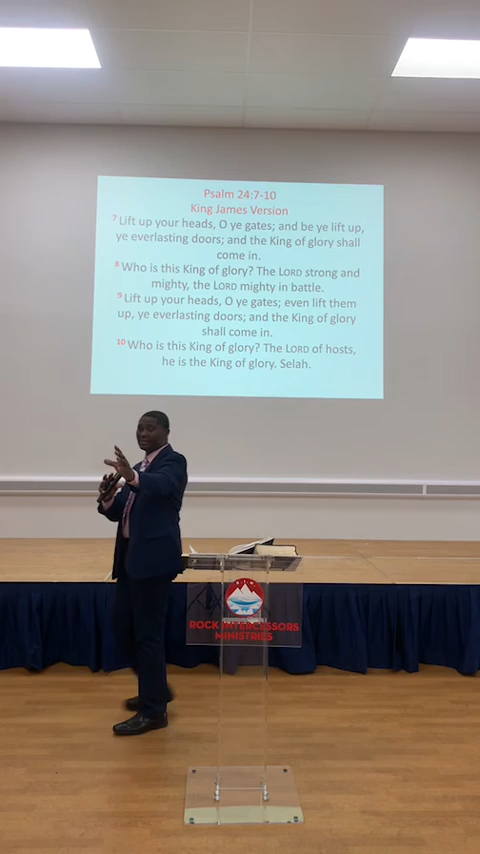 Psalm 24:7-10
King James Version
7 Lift up your heads, O ye gates; and be ye lift up,
ye everlasting doors; and the King of glory shall
come in.
8 Who is this King of glory? The LORD strong and
mighty, the LORD mighty in battle.
9 Lift up your heads, O ye gates; even lift them
up, ye everlasting doors; and the King of glory
shall come in.
10 Who is this King of glory? The LORD of hosts,
he is the King of glory. Selah.
ROCK INTERCESSORS
MINISTRIES